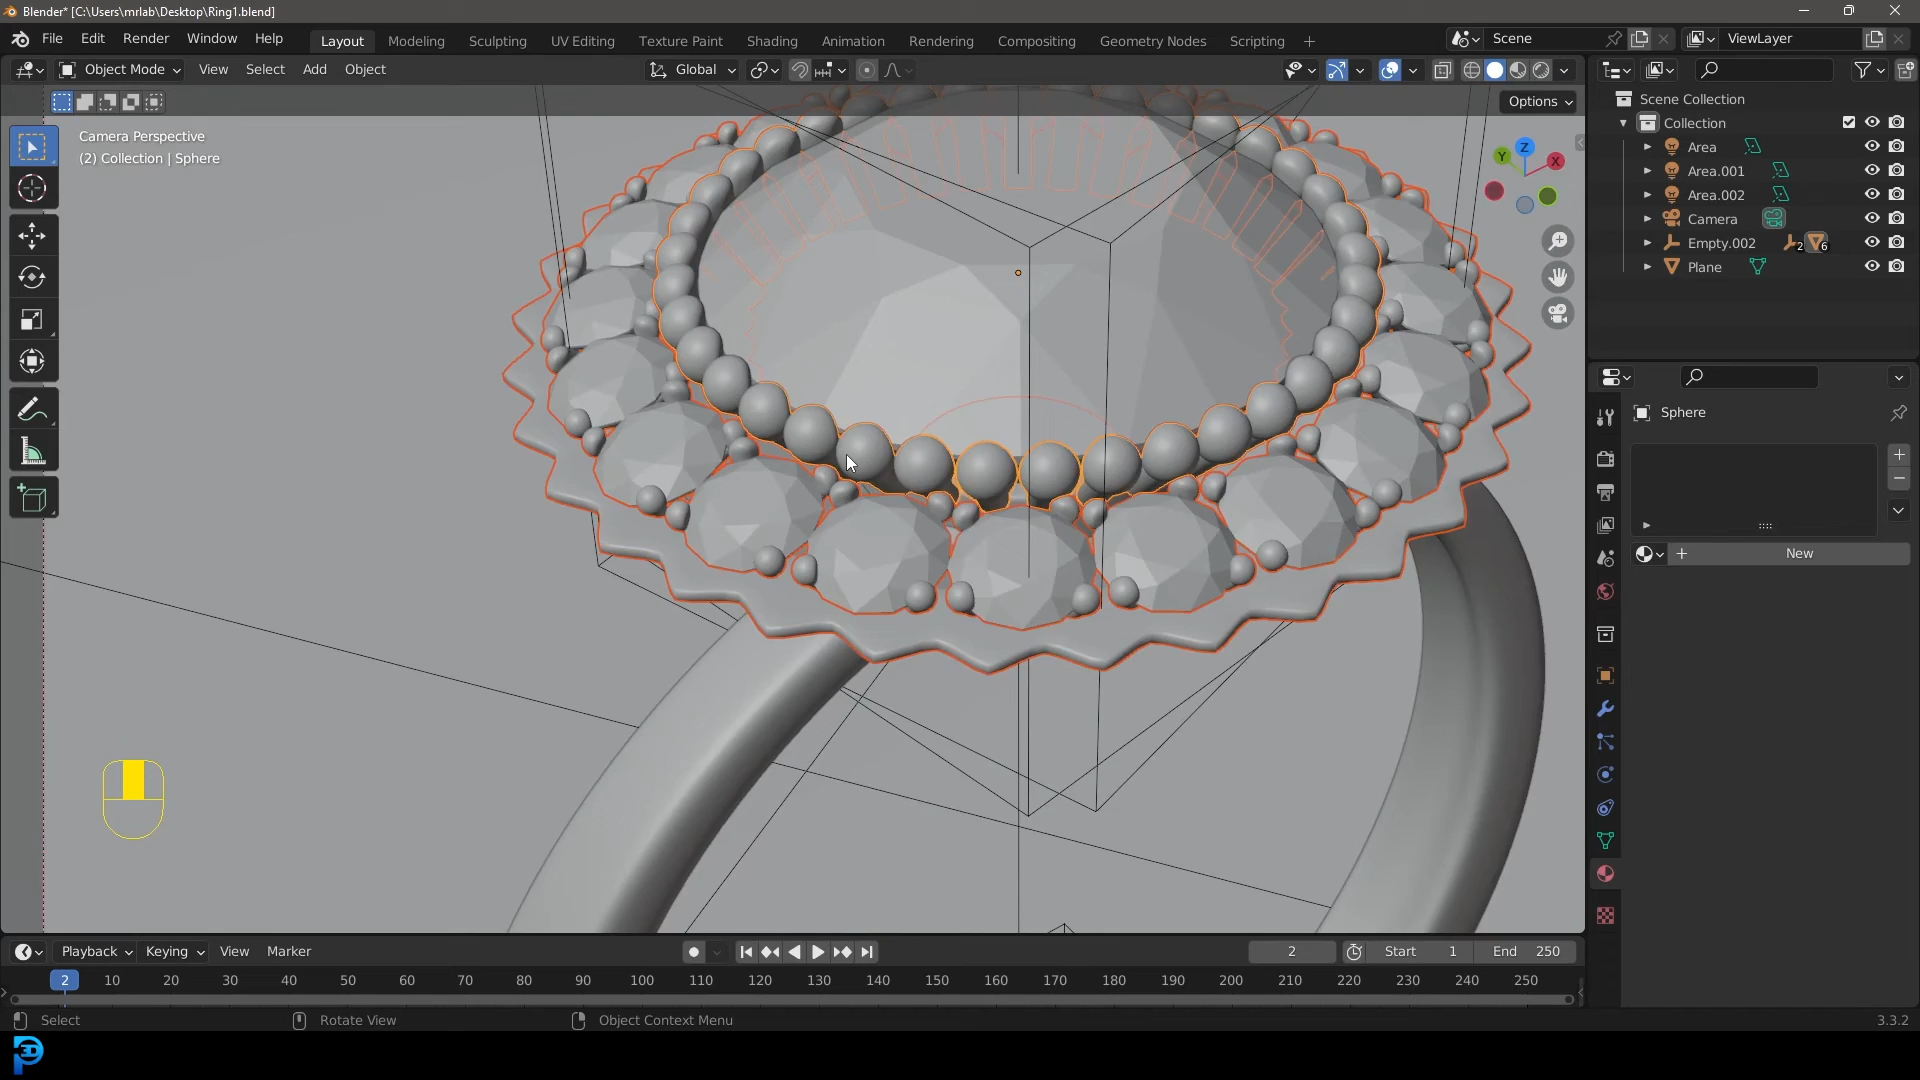 Blender* [C:\Users\mrlab\Desktop\Ring1.blend]
File Edit Render Window Help Layout Modeling Sculpting UV Editing Texture Paint Shading Animation Rendering Compositing Geometry Nodes Scripting + Scene ViewLayer
Object Mode View Select Add Object Global
Options
Camera Perspective
(2) Collection | Sphere
Z
Y
X
Scene Collection
Collection
Area
Area.001
Area.002
Camera
Empty.002 2 6
Plane
Sphere
New
Playback Keying View Marker 2 Start 1 End 250
2 10 20 30 40 50 60 70 80 90 100 110 120 130 140 150 160 170 180 190 200 210 220 230 240 250
Select Rotate View Object Context Menu 3.3.2